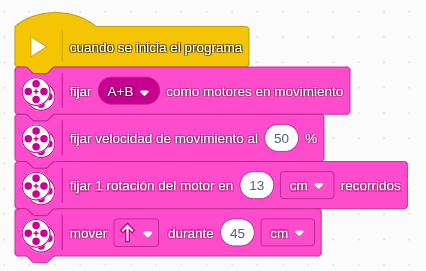 cuando se inicia el programa
fijar A+B como motores en movimiento
fijar velocidad de movimiento al 50 %
fijar 1 rotación del motor en 13 cm recorridos
mover durante 45 cm